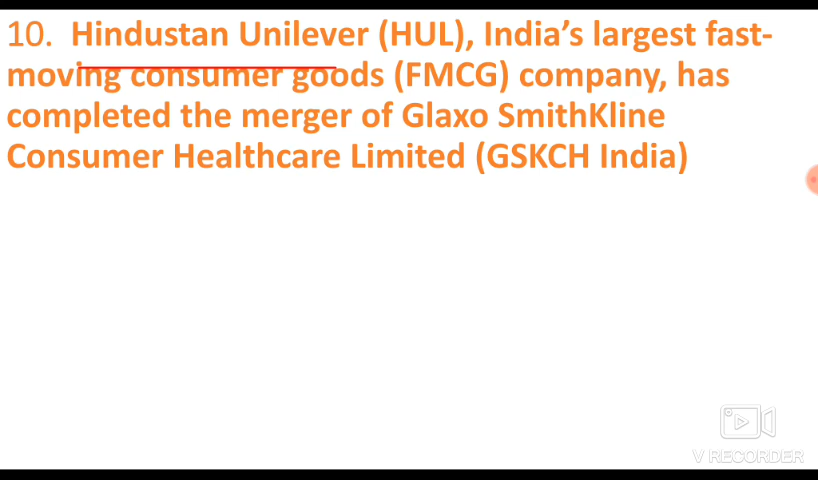 10. Hindustan Unilever (HUL), India's largest fast-
moving consumer goods (FMCG) company, has
completed the merger of Glaxo SmithKline
Consumer Healthcare Limited (GSKCH India)
V RECORDER